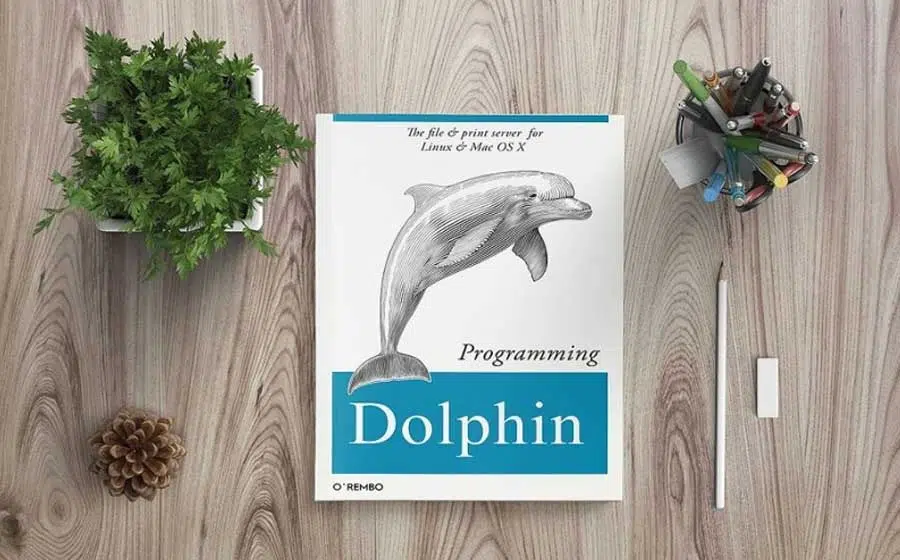 The file & print server for
Linux & Mac OS X
Programming
Dolphin
O'REMBO